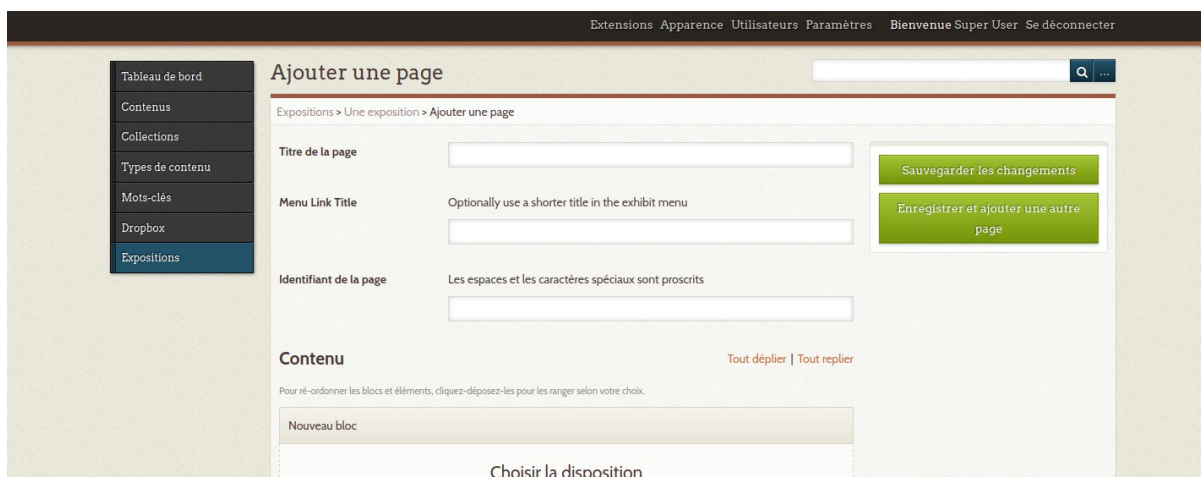 Extensions Apparence Utilisateurs Paramètres Bienvenue Super User Se déconnecter
Tableau de bord
Contenus
Collections
Types de contenu
Mots-clés
Dropbox
Expositions
Ajouter une page
...
Expositions > Une exposition > Ajouter une page
Titre de la page
Menu Link Title
Optionally use a shorter title in the exhibit menu
Identifiant de la page
Les espaces et les caractères spéciaux sont proscrits
Contenu
Tout déplier | Tout replier
Pour ré-ordonner les blocs et éléments, cliquez-déposez-les pour les ranger selon votre choix.
Nouveau bloc
Choisir la disposition
Sauvegarder les changements
Enregistrer et ajouter une autre
page